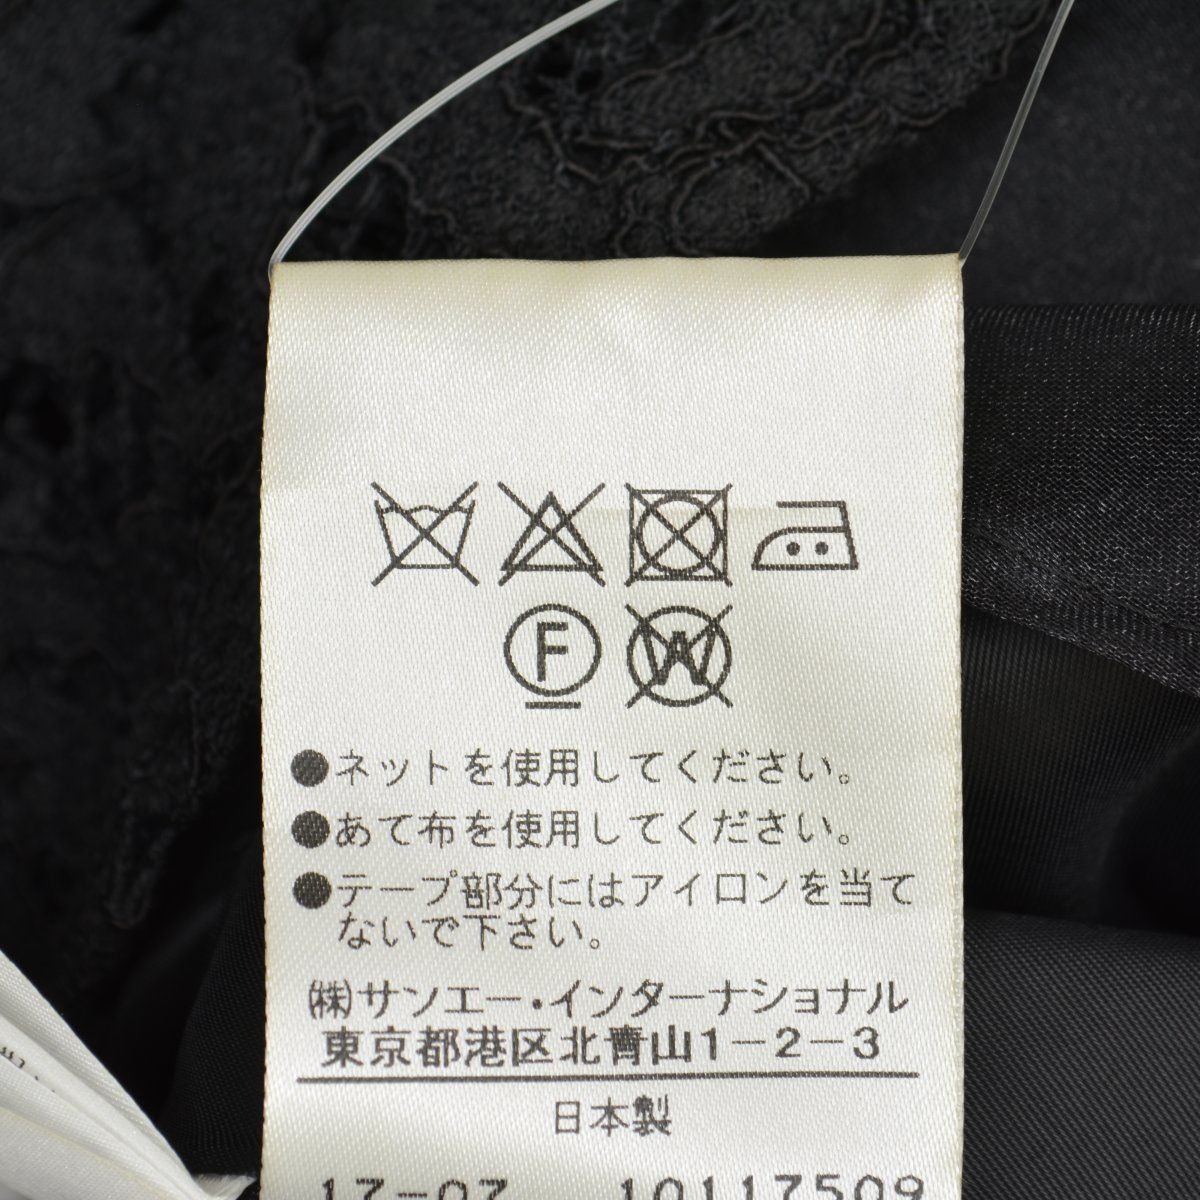 F W
●ネットを使用してください。
●あて布を使用してください。
●テープ部分にはアイロンを当て
ないで下さい。
㈱サンエー・インターナショナル
東京都港区北青山1-2-3
日本製
17-07 10117509